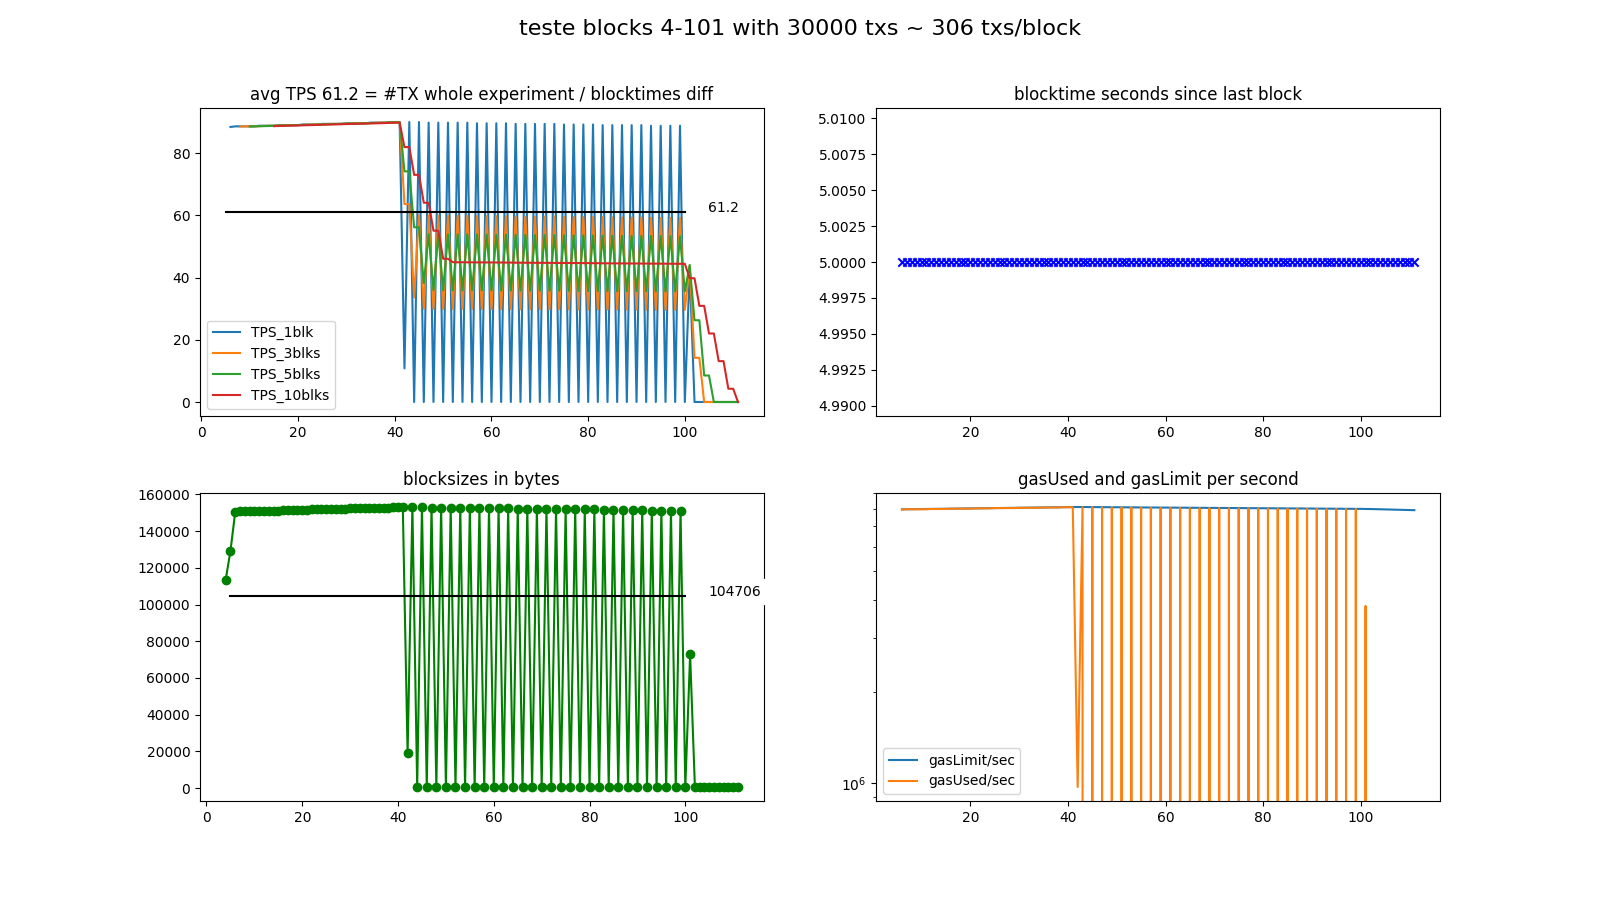 teste blocks 4-101 with 30000 txs ~ 306 txs/block
avg TPS 61.2 = #TX whole experiment / blocktimes diff
80
60
40
20
0
61.2
TPS_1blk
TPS_3blks
TPS_5blks
TPS_10blks
0 20 40 60 80 100
blocktime seconds since last block
5.0100
5.0075
5.0050
5.0025
5.0000
4.9975
4.9950
4.9925
4.9900
20 40 60 80 100
blocksizes in bytes
160000
140000
120000
100000
80000
60000
40000
20000
0
104706
0 20 40 60 80 100
gasUsed and gasLimit per second
10⁶
gasLimit/sec
gasUsed/sec
20 40 60 80 100